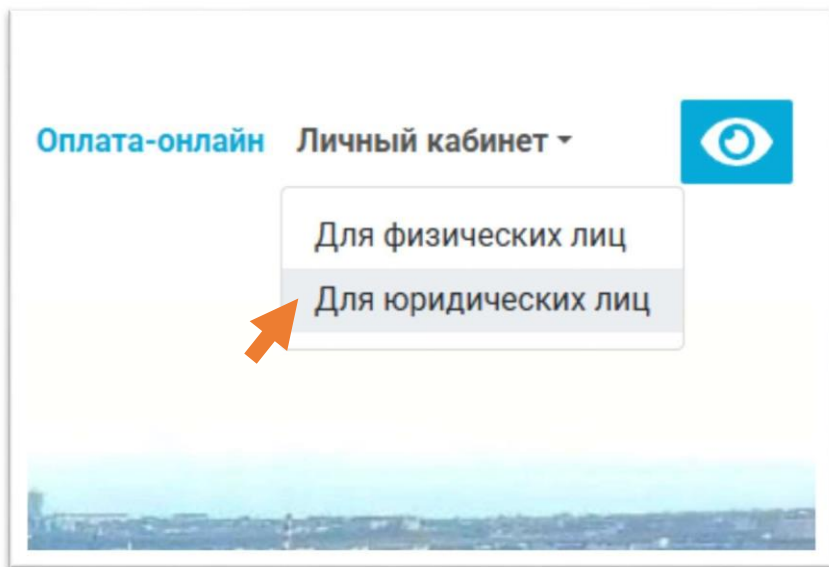 Оплата-онлайн Личный кабинет
Для физических лиц
Для юридических лиц